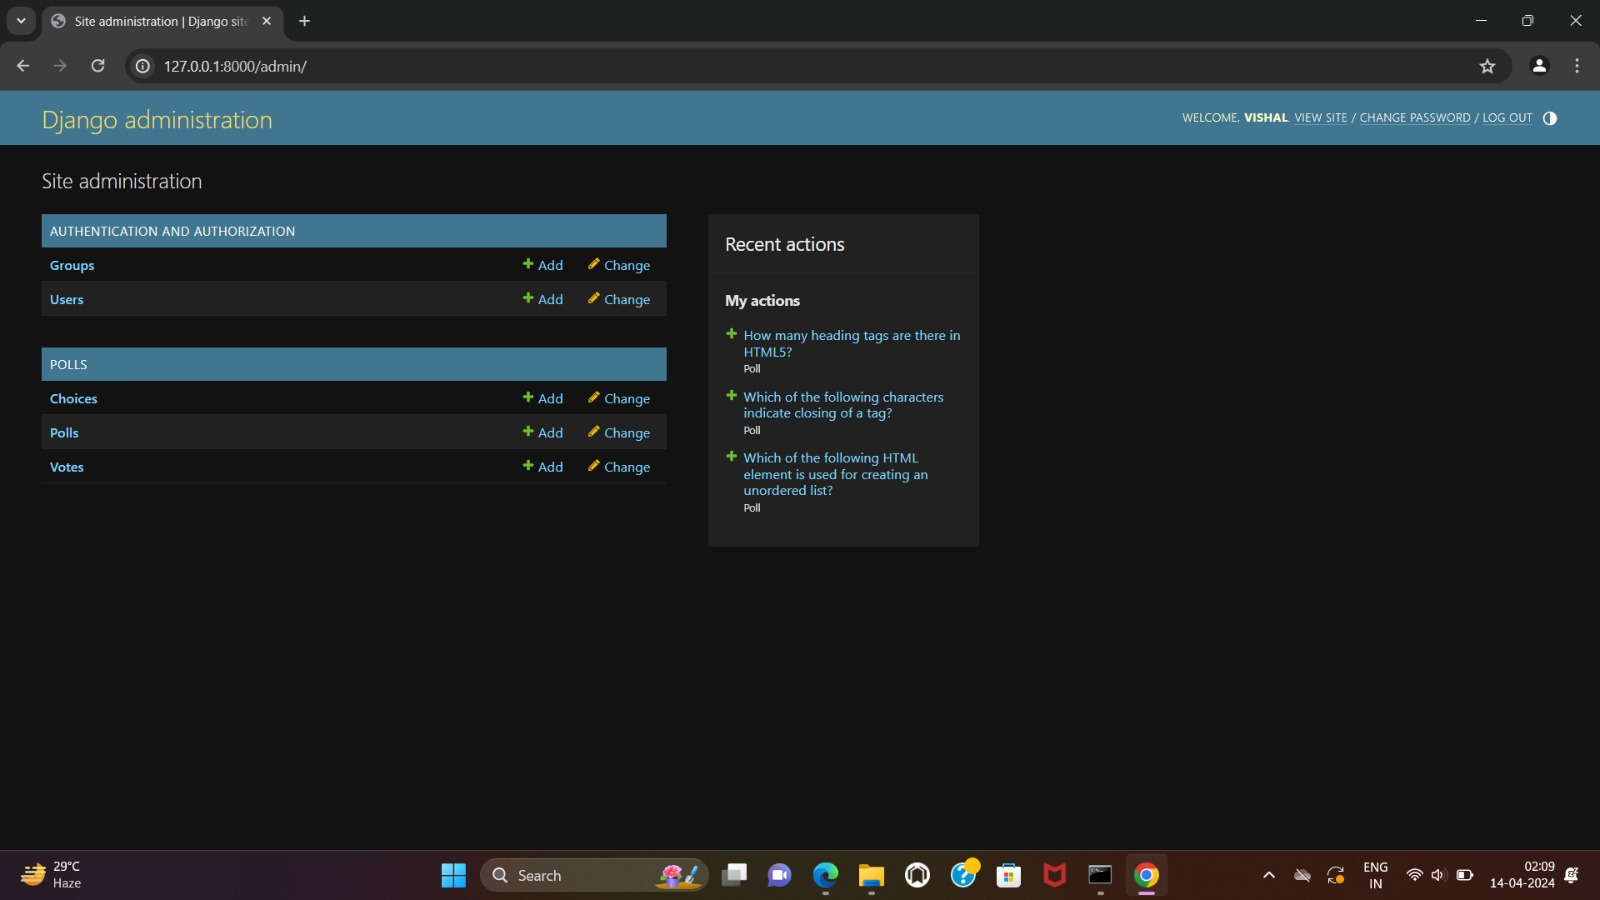 Site administration | Django site
127.0.0.1:8000/admin/
Django administration
WELCOME, VISHAL. VIEW SITE / CHANGE PASSWORD / LOG OUT
Site administration
AUTHENTICATION AND AUTHORIZATION
Groups Add Change
Users Add Change
POLLS
Choices Add Change
Polls Add Change
Votes Add Change
Recent actions
My actions
How many heading tags are there in
HTML5?
Poll
Which of the following characters
indicate closing of a tag?
Poll
Which of the following HTML
element is used for creating an
unordered list?
Poll
29°C
Haze
Search
ENG
IN
02:09
14-04-2024